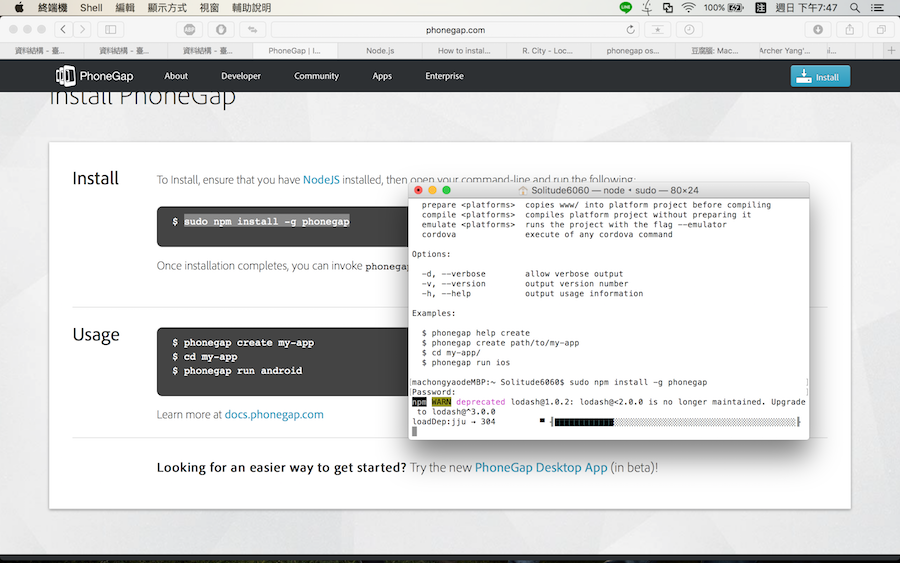 終端機 Shell 編輯 顯示方式 視窗 輔助說明 100% 注 週日 下午7:47
phonegap.com
資料結構 - 臺... 資料結構 - 臺... 資料結構 - 臺... PhoneGap | I... Node.js How to instal... R. City - Loc... phonegap os... 豆腐腦: Mac... Archer Yang'... il...
PhoneGap About Developer Community Apps Enterprise Install
Install PhoneGap
Install
To Install, ensure that you have NodeJS installed, then open your command-line and run the following:
$ sudo npm install -g phonegap
Once installation completes, you can invoke phonegap
Usage
$ phonegap create my-app
$ cd my-app
$ phonegap run android
Learn more at docs.phonegap.com
Looking for an easier way to get started? Try the new PhoneGap Desktop App (in beta)!
Solitude6060 — node • sudo — 80×24
prepare <platforms> copies www/ into platform project before compiling
compile <platforms> compiles platform project without preparing it
emulate <platforms> runs the project with the flag --emulator
cordova execute of any cordova command
Options:
-d, --verbose allow verbose output
-v, --version output version number
-h, --help output usage information
Examples:
$ phonegap help create
$ phonegap create path/to/my-app
$ cd my-app/
$ phonegap run ios
[machongyaodeMBP:~ Solitude6060$ sudo npm install -g phonegap ]
[Password: ]
npm WARN deprecated lodash@1.0.2: lodash@<2.0.0 is no longer maintained. Upgrade
to lodash@^3.0.0
loadDep:jju → 304